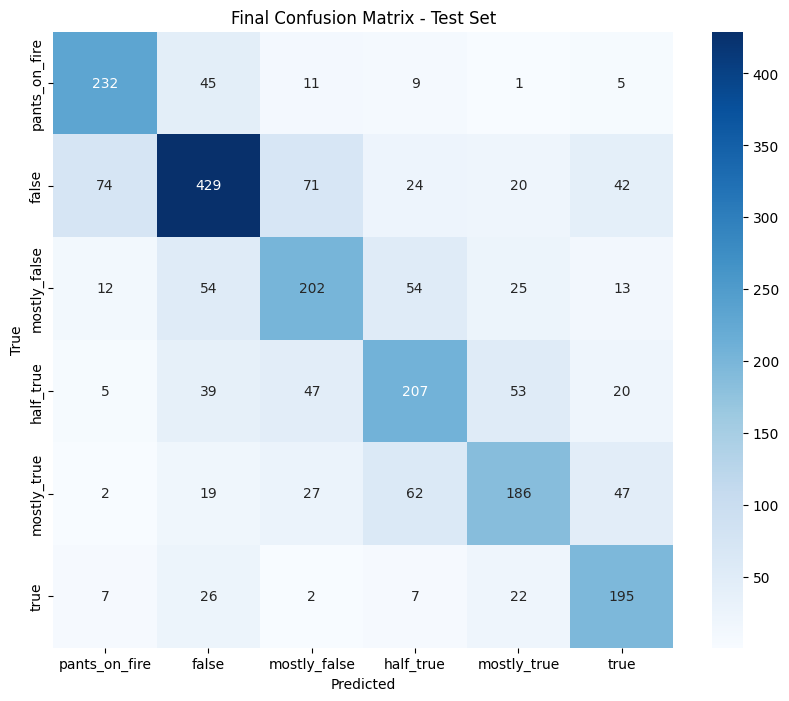 Final Confusion Matrix - Test Set
True
pants_on_fire 232 45 11 9 1 5
false 74 429 71 24 20 42
mostly_false 12 54 202 54 25 13
half_true 5 39 47 207 53 20
mostly_true 2 19 27 62 186 47
true 7 26 2 7 22 195
pants_on_fire false mostly_false half_true mostly_true true
Predicted
400
350
300
250
200
150
100
50